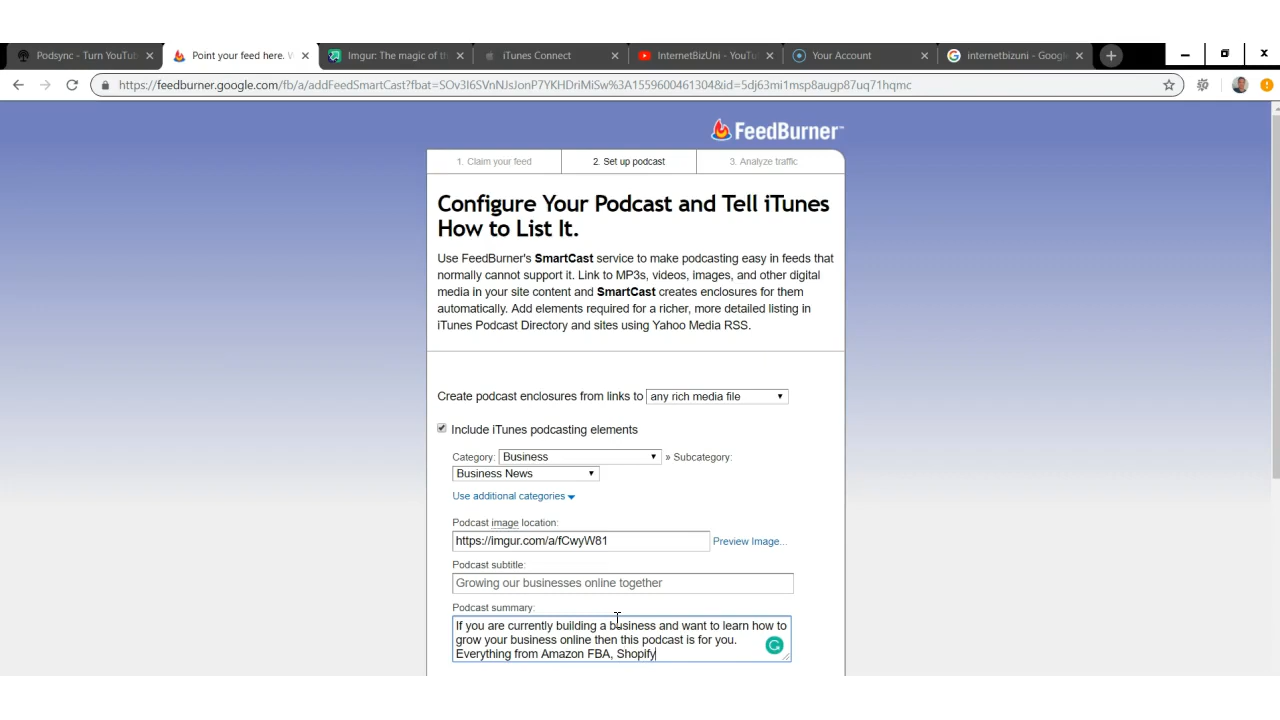 Podsync - Turn YouTub
Point your feed here. W
Imgur: The magic of th
iTunes Connect
InternetBizUni - YouTu
Your Account
internetbizuni - Google
https://feedburner.google.com/fb/a/addFeedSmartCast?fbat=SOv3I6SVnNJsJonP7YKHDriMiSw%3A1559600461304&id=5dj63mi1msp8augp87uq71hqmc
FeedBurner™
1. Claim your feed
2. Set up podcast
3. Analyze traffic
Configure Your Podcast and Tell iTunes
How to List It.
Use FeedBurner's SmartCast service to make podcasting easy in feeds that
normally cannot support it. Link to MP3s, videos, images, and other digital
media in your site content and SmartCast creates enclosures for them
automatically. Add elements required for a richer, more detailed listing in
iTunes Podcast Directory and sites using Yahoo Media RSS.
Create podcast enclosures from links to any rich media file
Include iTunes podcasting elements
Category: Business » Subcategory:
Business News
Use additional categories
Podcast image location:
https://imgur.com/a/fCwyW81 Preview Image...
Podcast subtitle:
Growing our businesses online together
Podcast summary:
If you are currently building a business and want to learn how to
grow your business online then this podcast is for you.
Everything from Amazon FBA, Shopify